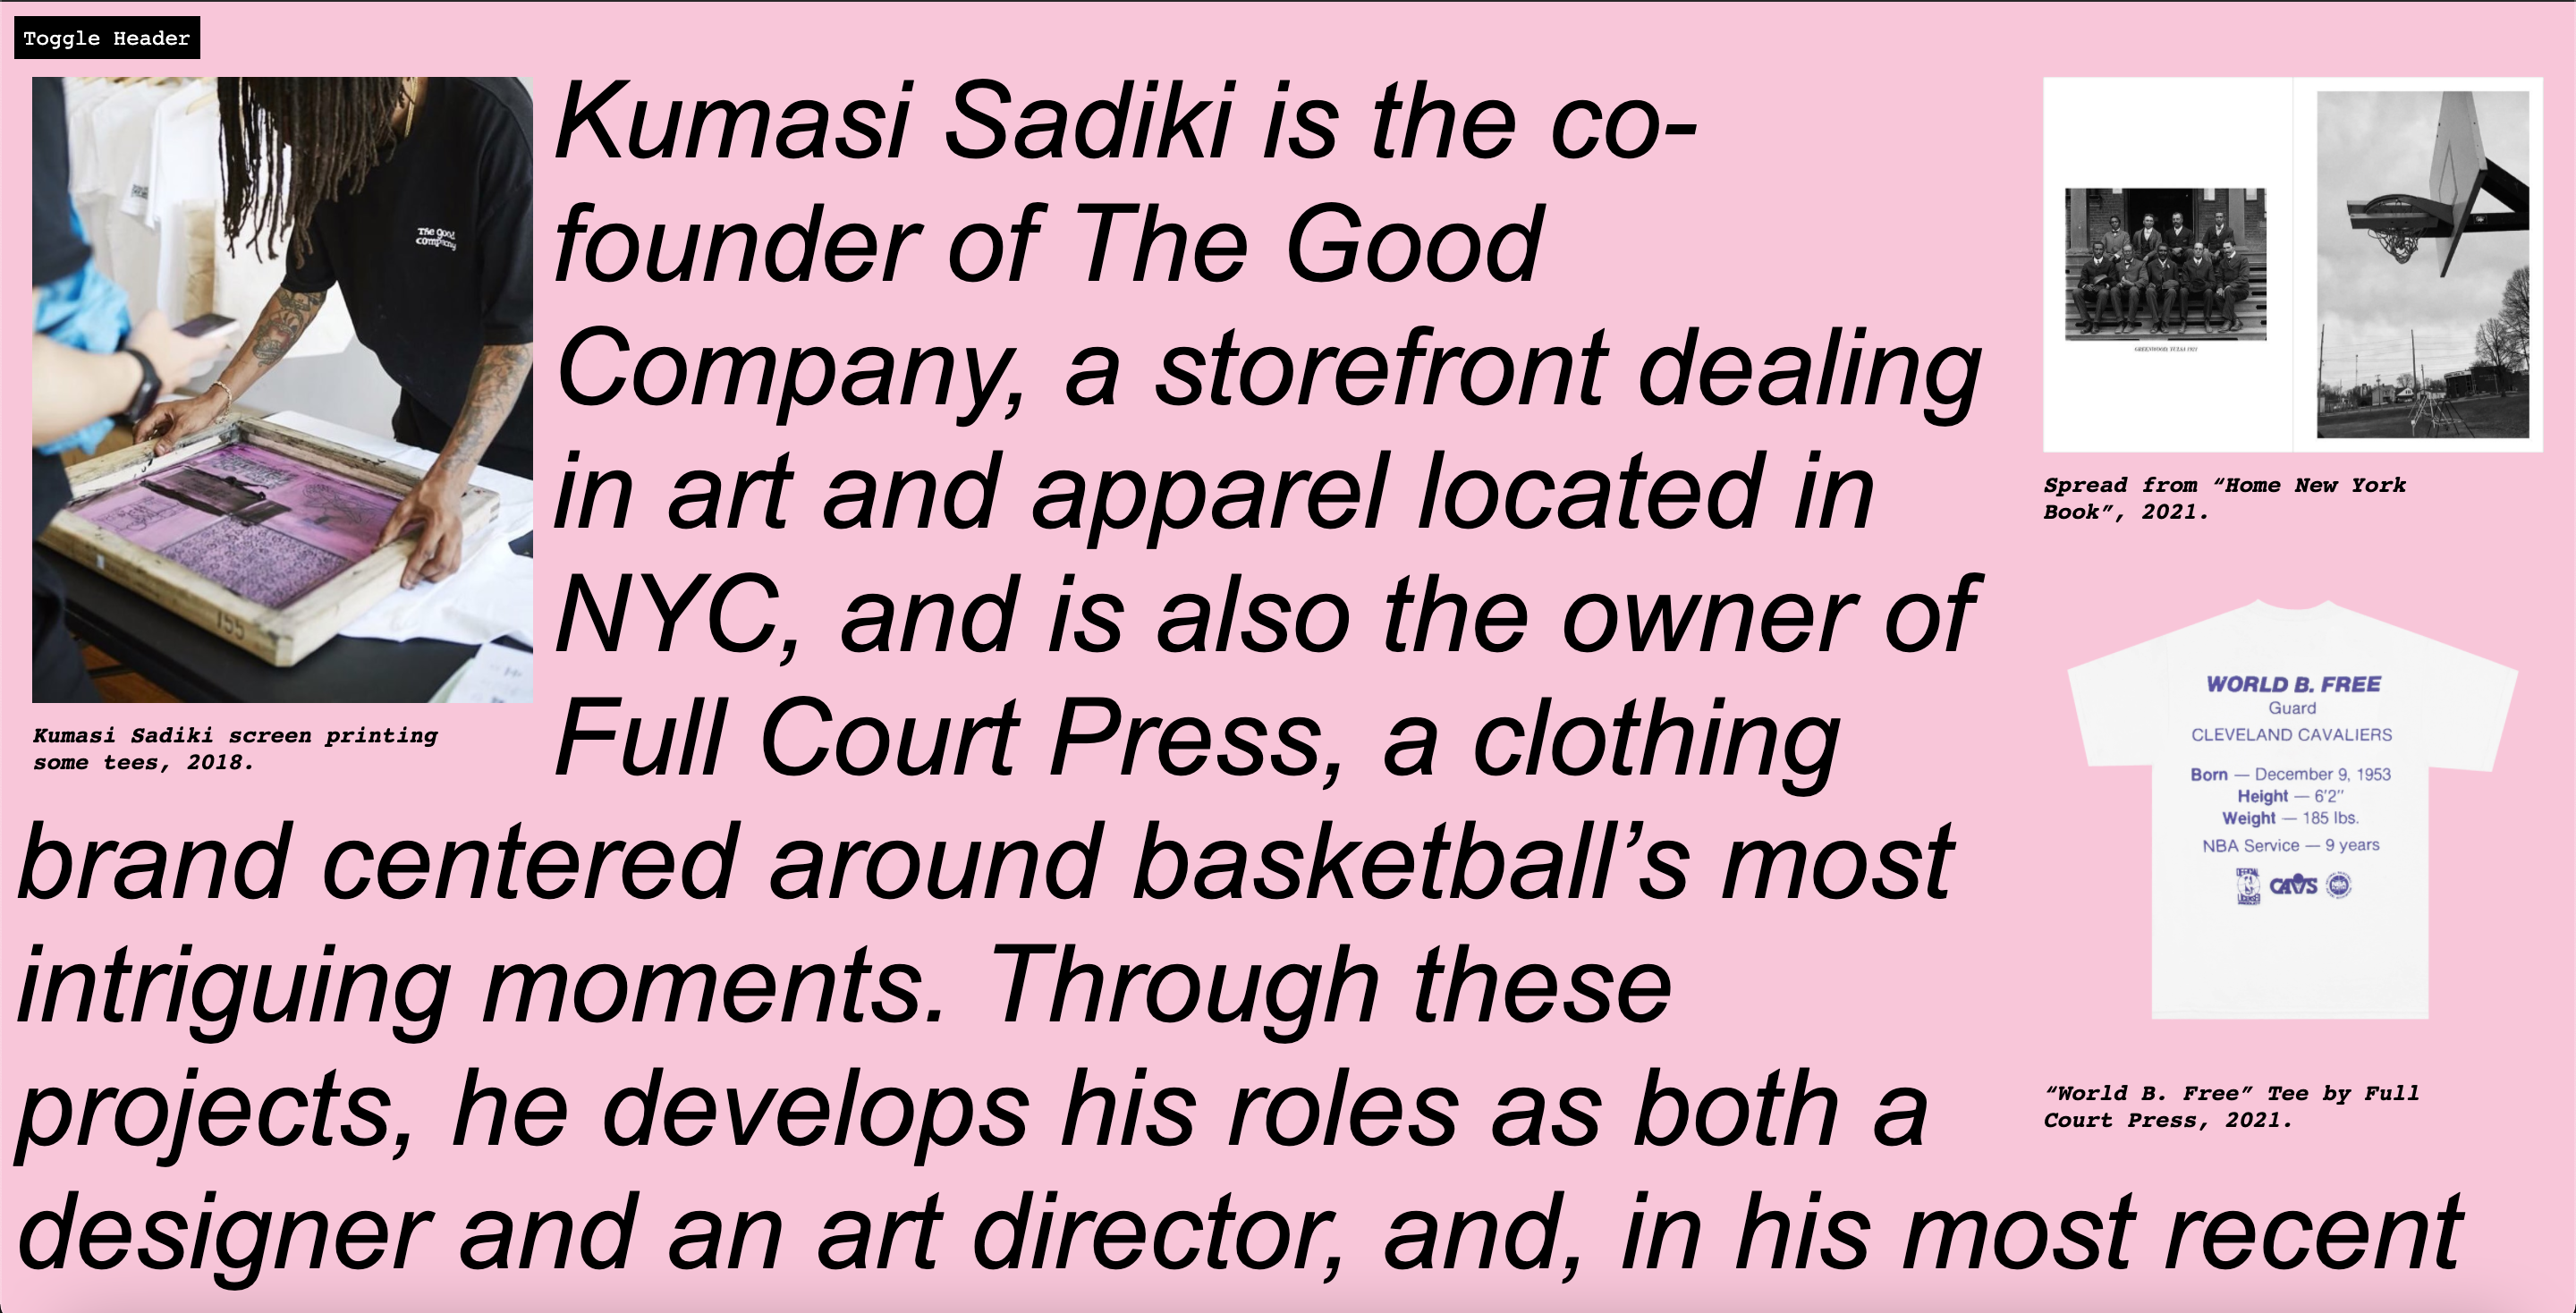 Toggle Header
The good
company
155
Kumasi Sadiki screen printing
some tees, 2018.
Kumasi Sadiki is the co-
founder of The Good
Company, a storefront dealing
in art and apparel located in
NYC, and is also the owner of
Full Court Press, a clothing
brand centered around basketball’s most
intriguing moments. Through these
projects, he develops his roles as both a
designer and an art director, and, in his most recent
Spread from “Home New York
Book”, 2021.
WORLD B. FREE
Guard
CLEVELAND CAVALIERS
Born — December 9, 1953
Height — 6’2”
Weight — 185 lbs.
NBA Service — 9 years
CAVS
“World B. Free” Tee by Full
Court Press, 2021.